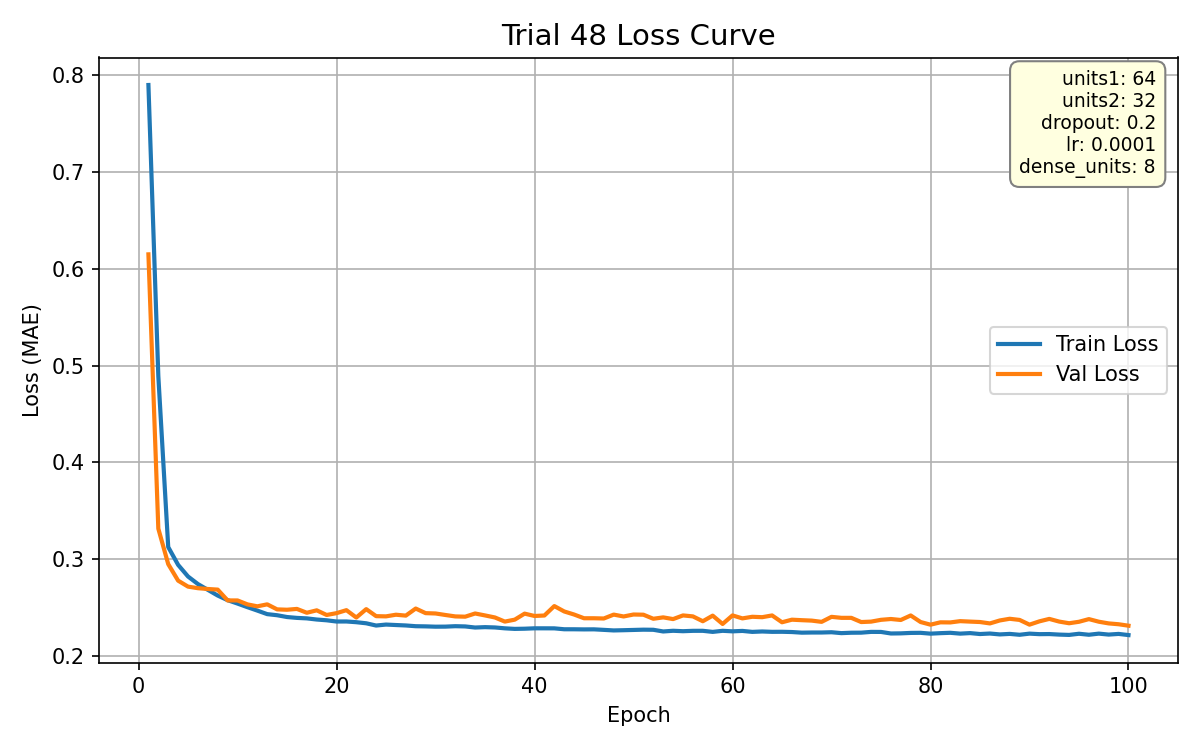 Trial 48 Loss Curve
units1: 64
units2: 32
dropout: 0.2
lr: 0.0001
dense_units: 8
Train Loss
Val Loss
Loss (MAE)
0.8
0.7
0.6
0.5
0.4
0.3
0.2
0 20 40 60 80 100
Epoch